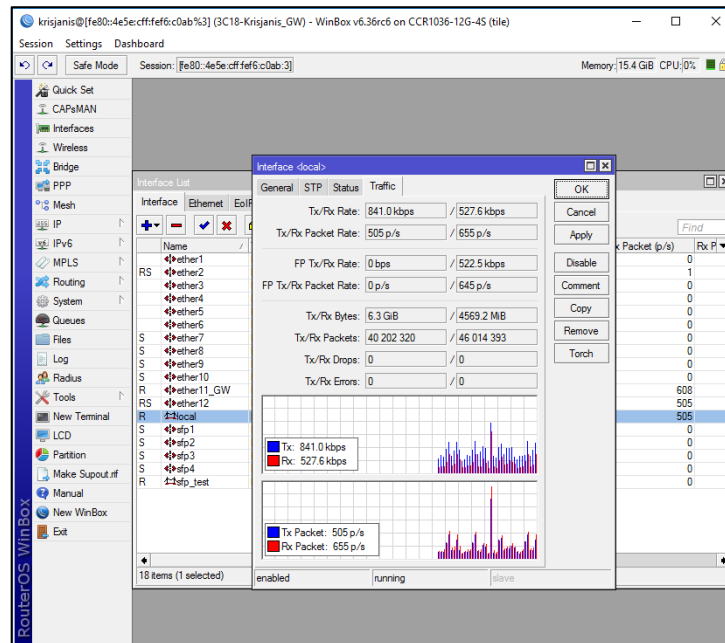 krisjanis@[fe80::4e5e:cff:fef6:c0ab%3] (3C18-Krisjanis_GW) - WinBox v6.36rc6 on CCR1036-12G-4S (tile)
Session Settings Dashboard
Safe Mode Session: [fe80::4e5e:cff:fef6:c0ab:3] Memory: 15.4 GiB CPU: 0%
Quick Set
CAPsMAN
Interfaces
Wireless
Bridge
PPP
Mesh
IP
IPv6
MPLS
Routing
System
Queues
Files
Log
Radius
Tools
New Terminal
LCD
Partition
Make Supout.rif
Manual
New WinBox
Exit
RouterOS WinBox
Interface List
Interface Ethernet EoIP
Find
Name Packet (p/s) Rx P
ether1 0
RS ether2 1
ether3 0
ether4 0
ether5 0
ether6 0
S ether7 0
S ether8 0
S ether9 0
S ether10 0
R ether11_GW 608
RS ether12 505
R local 505
S sfp1 0
S sfp2 0
S sfp3 0
S sfp4 0
R sfp_test 0
18 items (1 selected)
Interface <local>
General STP Status Traffic
Tx/Rx Rate: 841.0 kbps / 527.6 kbps
Tx/Rx Packet Rate: 505 p/s / 655 p/s
FP Tx/Rx Rate: 0 bps / 522.5 kbps
FP Tx/Rx Packet Rate: 0 p/s / 645 p/s
Tx/Rx Bytes: 6.3 GiB / 4569.2 MiB
Tx/Rx Packets: 40 202 320 / 46 014 393
Tx/Rx Drops: 0 / 0
Tx/Rx Errors: 0 / 0
Tx: 841.0 kbps
Rx: 527.6 kbps
Tx Packet: 505 p/s
Rx Packet: 655 p/s
enabled running slave
OK
Cancel
Apply
Disable
Comment
Copy
Remove
Torch